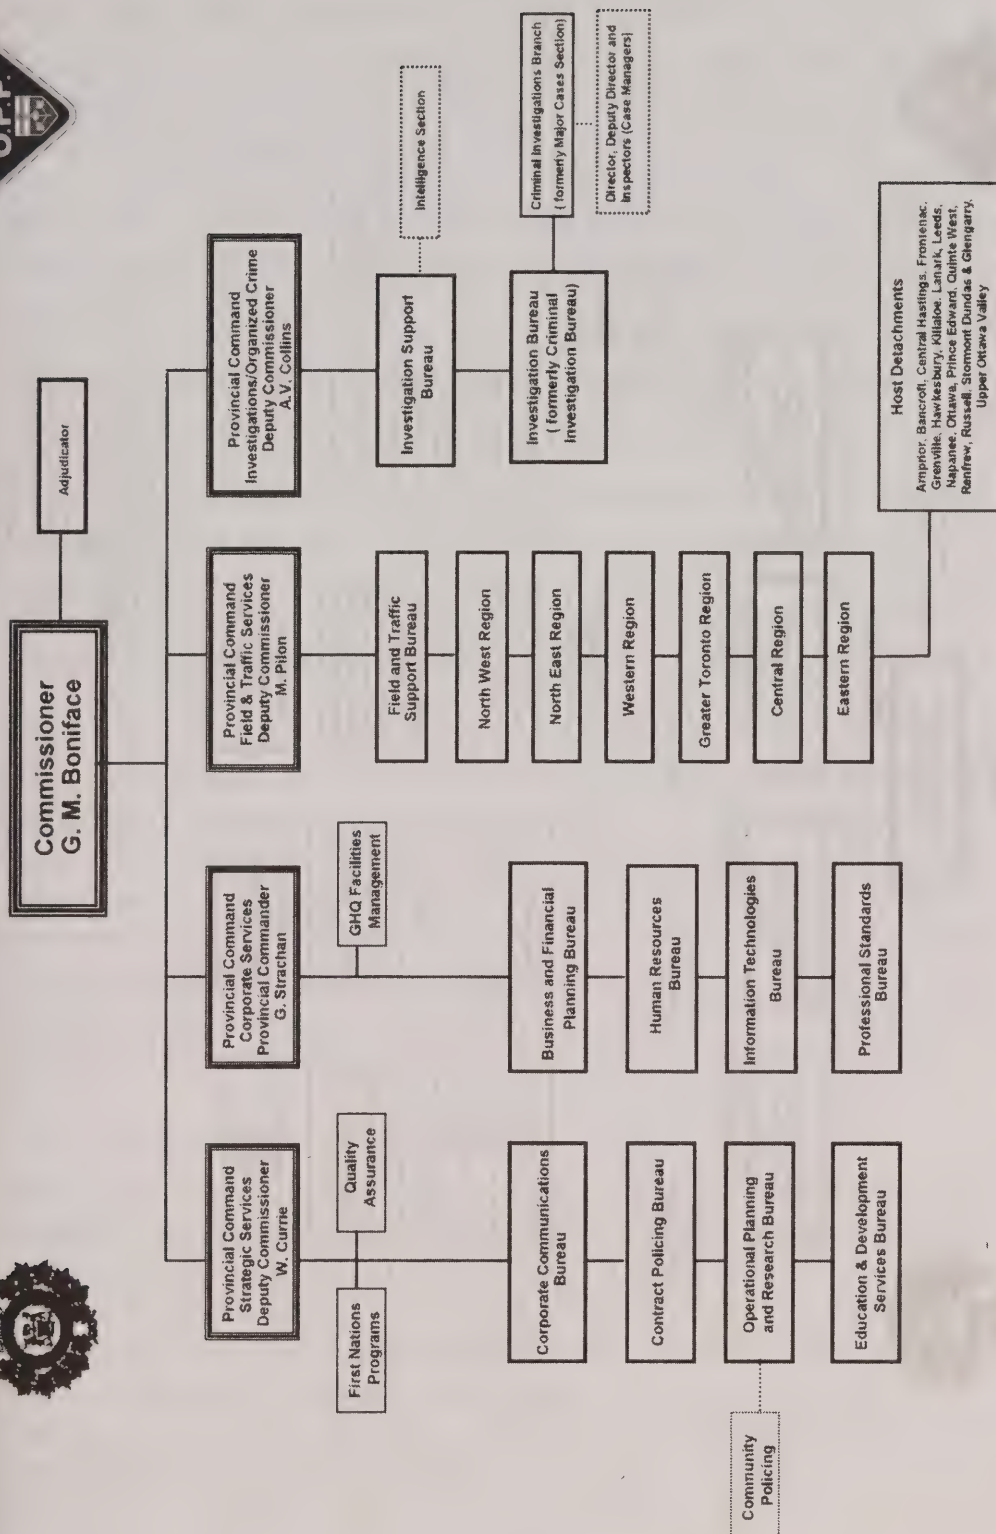 O.P.P.
Commissioner
G. M. Boniface
Adjudicator
Provincial Command
Strategic Services
Deputy Commissioner
W. Currie
First Nations
Programs
Quality
Assurance
Corporate Communications
Bureau
Contract Policing Bureau
Operational Planning
and Research Bureau
Community
Policing
Education & Development
Services Bureau
Provincial Command
Corporate Services
Provincial Commander
G. Strachan
GHQ Facilities
Management
Business and Financial
Planning Bureau
Human Resources
Bureau
Information Technologies
Bureau
Professional Standards
Bureau
Provincial Command
Field & Traffic Services
Deputy Commissioner
M. Pilon
Field and Traffic
Support Bureau
North West Region
North East Region
Western Region
Greater Toronto Region
Central Region
Eastern Region
Host Detachments
Arnprior, Bancroft, Central Hastings, Frontenac,
Grenville, Hawkesbury, Killaloe, Lanark, Leeds,
Napanee, Ottawa, Prince Edward, Quinte West,
Renfrew, Russell, Stormont Dundas & Glengarry,
Upper Ottawa Valley
Provincial Command
Investigations/Organized Crime
Deputy Commissioner
A.V. Collins
Investigation Support
Bureau
Intelligence Section
Investigation Bureau
( formerly Criminal
Investigation Bureau)
Criminal Investigations Branch
( formerly Major Cases Section)
Director, Deputy Director and
Inspectors (Case Managers)